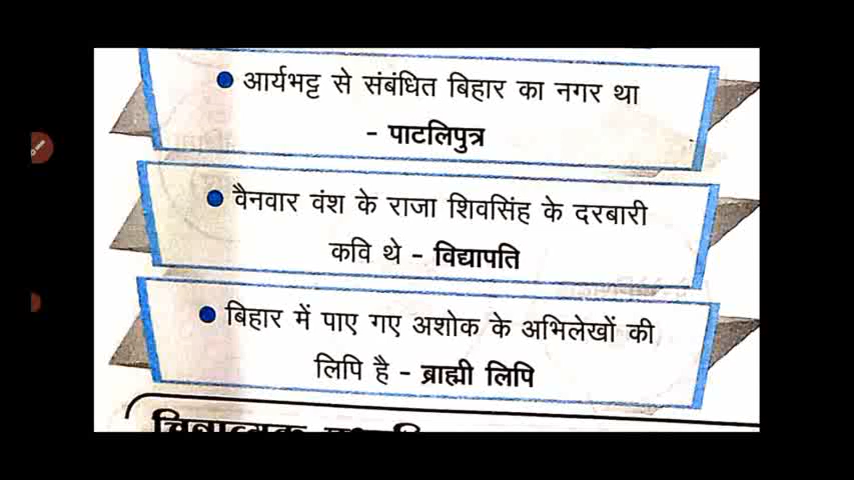 • आर्यभट्ट से संबंधित बिहार का नगर था
- पाटलिपुत्र
• वैनवार वंश के राजा शिवसिंह के दरबारी
कवि थे - विद्यापति
• बिहार में पाए गए अशोक के अभिलेखों की
लिपि है - ब्राह्मी लिपि